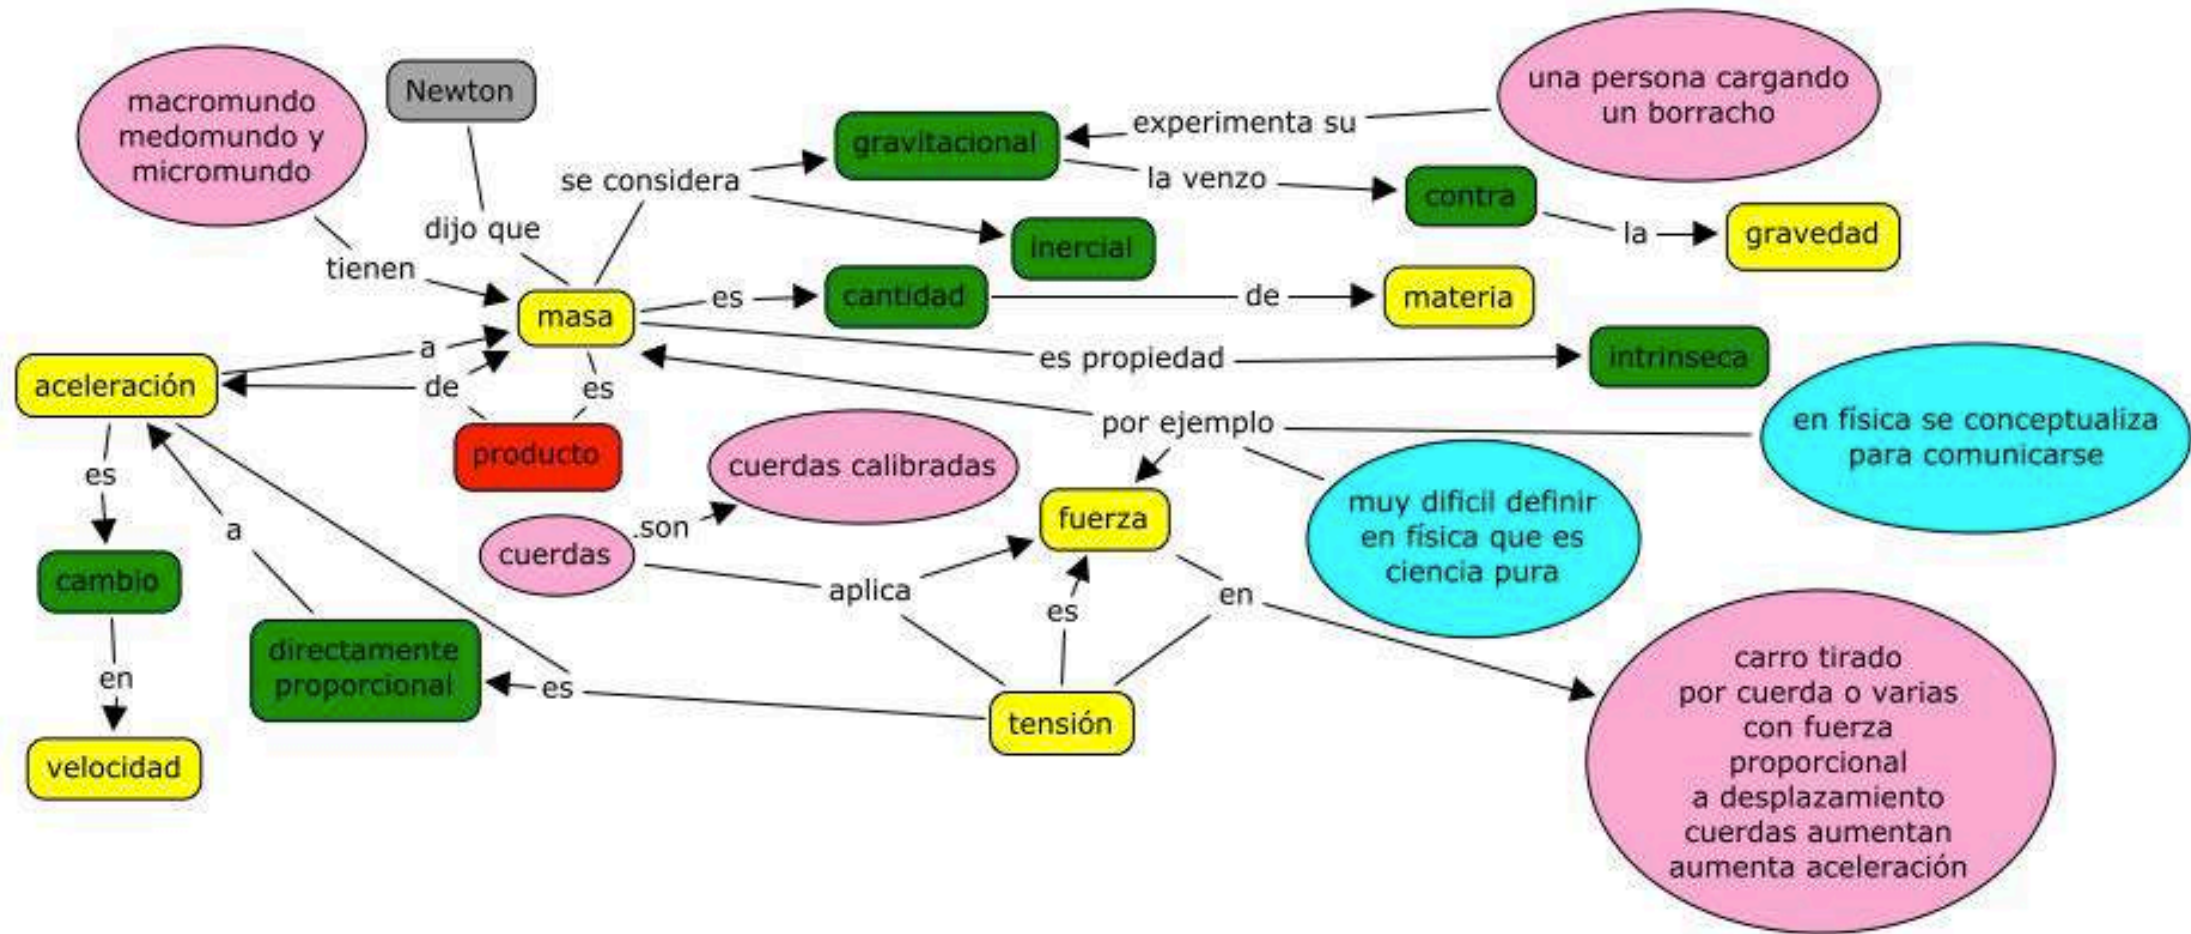 una persona cargando
un borracho
macromundo
medomundo y
micromundo
Newton
experimenta su
gravitacional
se considera
la venzo
contra
dijo que
la
gravedad
inercial
tienen
masa
es
cantidad
de
materia
a
es propiedad
intrinseca
aceleración
de
es
por ejemplo
en física se conceptualiza
para comunicarse
producto
cuerdas calibradas
es
muy dificil definir
en física que es
ciencia pura
fuerza
.son
a
cuerdas
cambio
aplica
es
en
directamente
proporcional
carro tirado
por cuerda o varias
con fuerza
proporcional
a desplazamiento
cuerdas aumentan
aumenta aceleración
en
es
tensión
velocidad